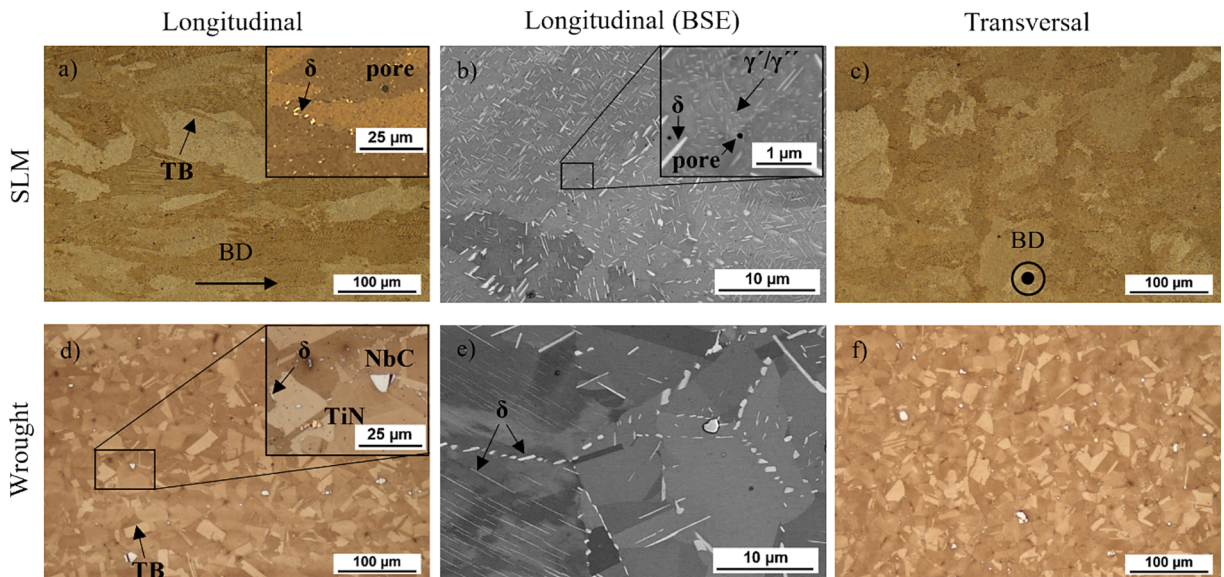 Longitudinal
Longitudinal (BSE)
Transversal
SLM
a)
δ
pore
25 µm
TB
BD
100 µm
b)
γ´/γ´´
δ
pore
1 µm
10 µm
c)
BD
100 µm
Wrought
d)
δ
NbC
TiN
25 µm
TB
100 µm
e)
δ
10 µm
f)
100 µm